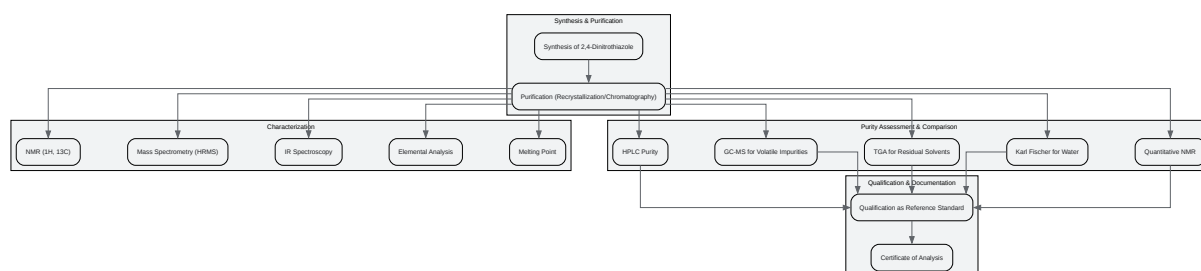 Synthesis & Purification
Synthesis of 2,4-Dinitrothiazole
Purification (Recrystallization/Chromatography)
Characterization
NMR (1H, 13C)
Mass Spectrometry (HRMS)
IR Spectroscopy
Elemental Analysis
Melting Point
Purity Assessment & Comparison
HPLC Purity
GC-MS for Volatile Impurities
TGA for Residual Solvents
Karl Fischer for Water
Quantitative NMR
Qualification & Documentation
Qualification as Reference Standard
Certificate of Analysis